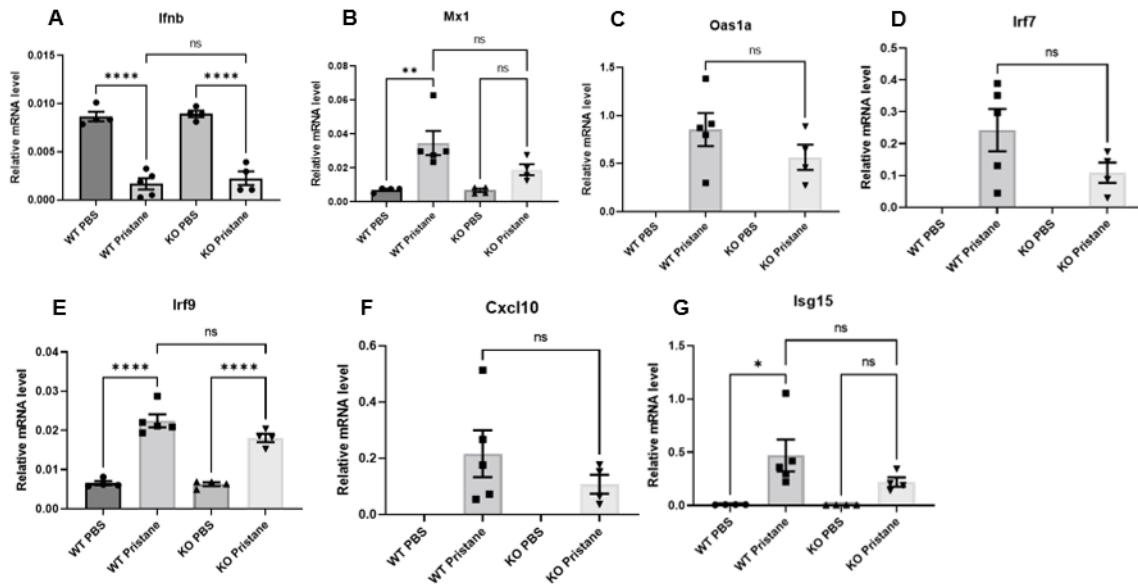 A
Ifnb
ns
****
****
Relative mRNA level
0.015
0.010
0.005
0.000
WT PBS
WT Pristane
KO PBS
KO Pristane
B
Mx1
ns
**
ns
Relative mRNA level
0.08
0.06
0.04
0.02
0.00
WT PBS
WT Pristane
KO PBS
KO Pristane
C
Oas1a
ns
Relative mRNA level
1.5
1.0
0.5
0.0
WT PBS
WT Pristane
KO PBS
KO Pristane
D
Irf7
ns
Relative mRNA level
0.5
0.4
0.3
0.2
0.1
0.0
WT PBS
WT Pristane
KO PBS
KO Pristane
E
Irf9
ns
****
****
Relative mRNA level
0.04
0.03
0.02
0.01
0.00
WT PBS
WT Pristane
KO PBS
KO Pristane
F
Cxcl10
ns
Relative mRNA level
0.6
0.4
0.2
0.0
WT PBS
WT Pristane
KO PBS
KO Pristane
G
Isg15
ns
*
ns
Relative mRNA level
1.5
1.0
0.5
0.0
WT PBS
WT Pristane
KO PBS
KO Pristane